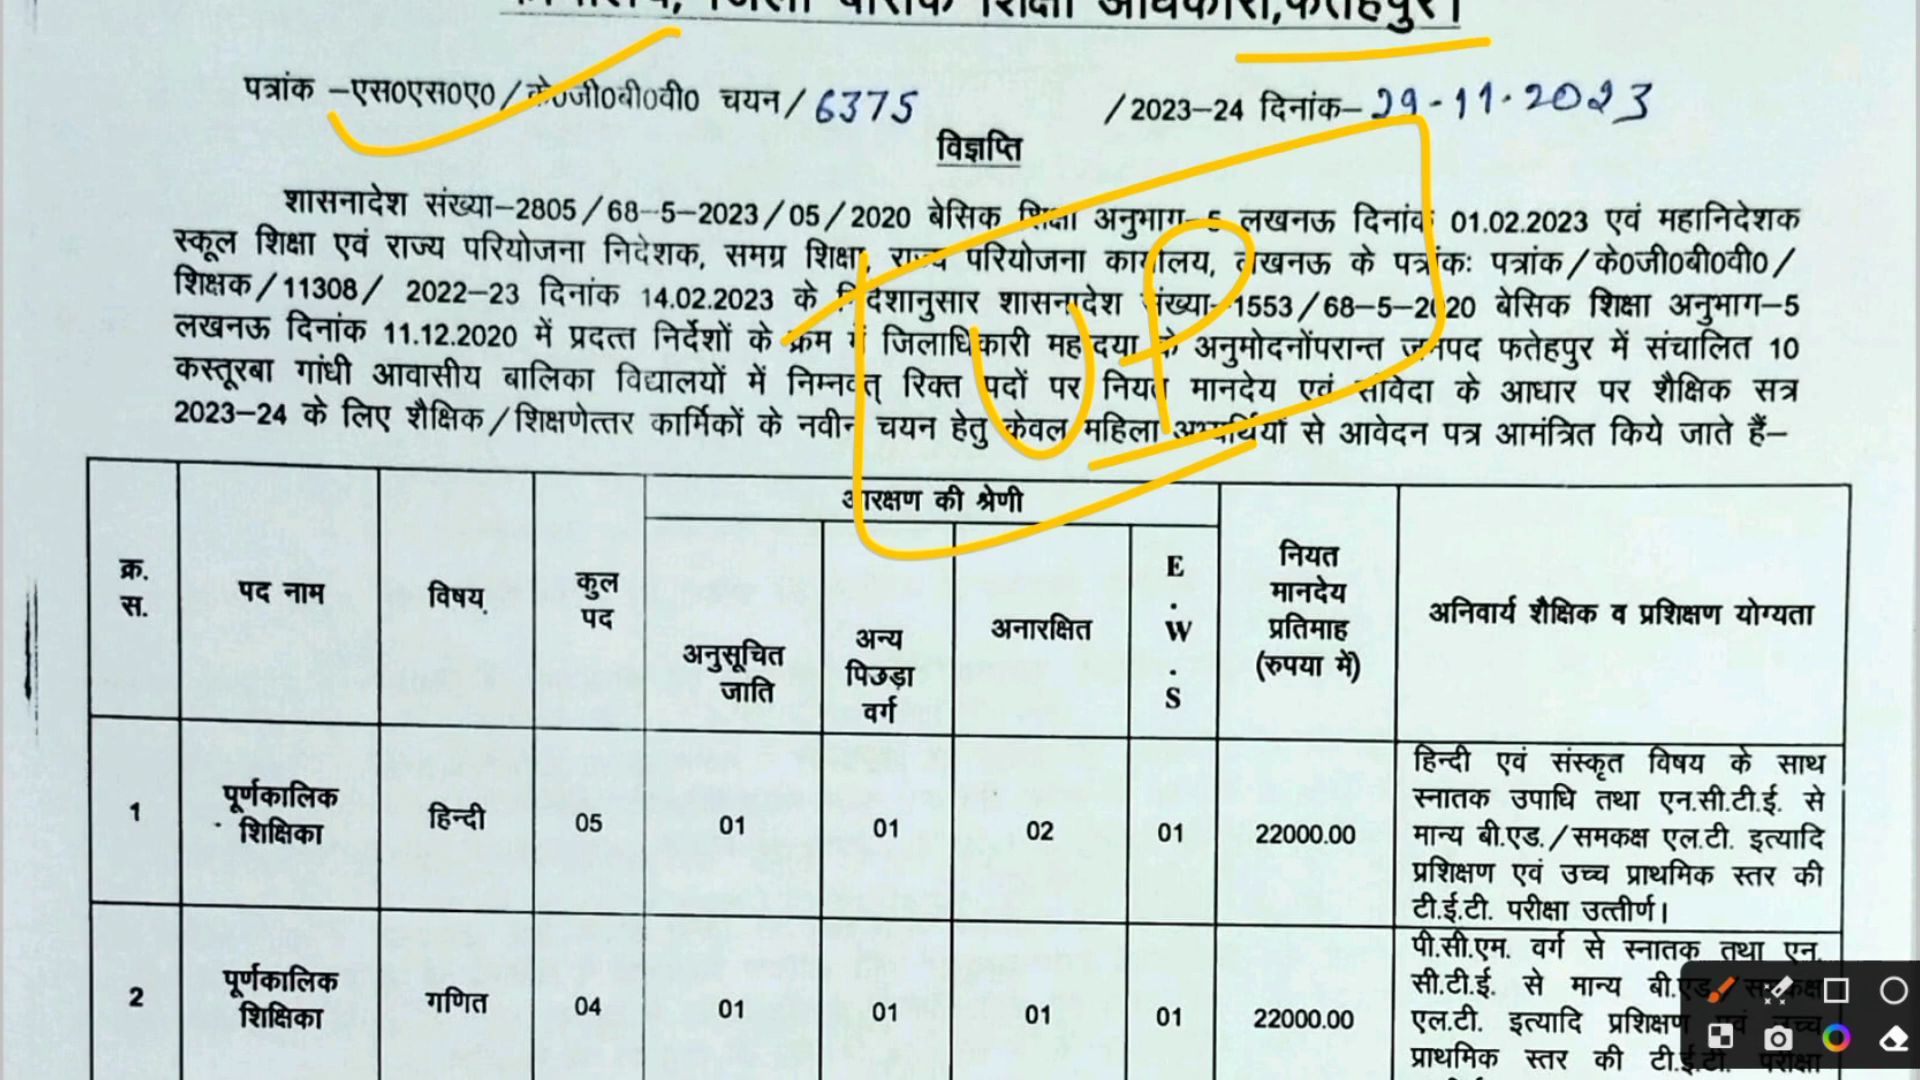 कार्यालय, जिला बेसिक शिक्षा अधिकारी,फतेहपुर।
पत्रांक –एस0एस0ए0/के0जी0बी0वी0 चयन/6375 /2023–24 दिनांक–29-11-2023
विज्ञप्ति
शासनादेश संख्या–2805/68–5–2023/05/2020 बेसिक शिक्षा अनुभाग–5 लखनऊ दिनांक 01.02.2023 एवं महानिदेशक
स्कूल शिक्षा एवं राज्य परियोजना निदेशक, समग्र शिक्षा, राज्य परियोजना कार्यालय, लखनऊ के पत्रांकः पत्रांक/के0जी0बी0वी0/
शिक्षक/11308/ 2022–23 दिनांक 14.02.2023 के निर्देशानुसार शासनादेश संख्या–1553/68–5–2020 बेसिक शिक्षा अनुभाग–5
लखनऊ दिनांक 11.12.2020 में प्रदत्त निर्देशों के क्रम में जिलाधिकारी महोदया के अनुमोदनोंपरान्त जनपद फतेहपुर में संचालित 10
कस्तूरबा गांधी आवासीय बालिका विद्यालयों में निम्नवत् रिक्त पदों पर नियत मानदेय एवं संविदा के आधार पर शैक्षिक सत्र
2023–24 के लिए शैक्षिक/शिक्षणेत्तर कार्मिकों के नवीन चयन हेतु केवल महिला अभ्यर्थियों से आवेदन पत्र आमंत्रित किये जाते हैं–
UP
क्र.
स.
पद नाम
विषय
कुल
पद
आरक्षण की श्रेणी
अनुसूचित
जाति
अन्य
पिछड़ा
वर्ग
अनारक्षित
E
.
W
.
S
नियत
मानदेय
प्रतिमाह
(रुपया में)
अनिवार्य शैक्षिक व प्रशिक्षण योग्यता
1
पूर्णकालिक
शिक्षिका
हिन्दी
05
01
01
02
01
22000.00
हिन्दी एवं संस्कृत विषय के साथ
स्नातक उपाधि तथा एन.सी.टी.ई. से
मान्य बी.एड./समकक्ष एल.टी. इत्यादि
प्रशिक्षण एवं उच्च प्राथमिक स्तर की
टी.ई.टी. परीक्षा उत्तीर्ण।
2
पूर्णकालिक
शिक्षिका
गणित
04
01
01
01
01
22000.00
पी.सी.एम. वर्ग से स्नातक तथा एन.
सी.टी.ई. से मान्य बी.एड./समकक्ष
एल.टी. इत्यादि प्रशिक्षण एवं उच्च
प्राथमिक स्तर की टी.ई.टी. परीक्षा